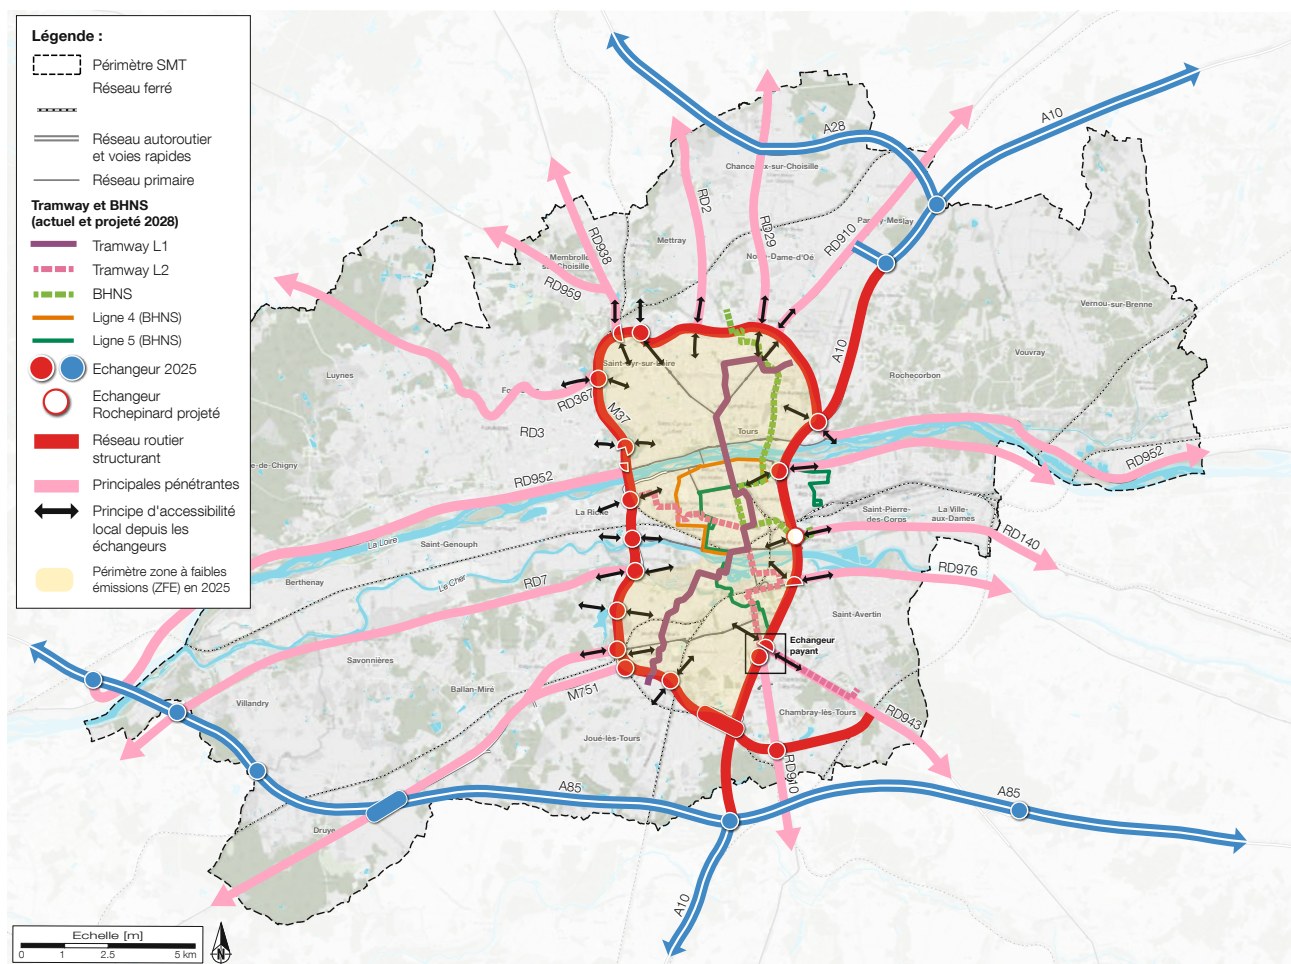 Légende :
Périmètre SMT
Réseau ferré
Réseau autoroutier
et voies rapides
Réseau primaire
Tramway et BHNS
(actuel et projeté 2028)
Tramway L1
Tramway L2
BHNS
Ligne 4 (BHNS)
Ligne 5 (BHNS)
Echangeur 2025
Echangeur
Rochepinard projeté
Réseau routier
structurant
Principales pénétrantes
Principe d'accessibilité
local depuis les
échangeurs
Périmètre zone à faibles
émissions (ZFE) en 2025
Echelle [m]
0 1 2.5 5 km
N
A28
A10
RD2
RD29
RD910
RD938
RD959
Mettray
Vernou-sur-Brenne
Vouvray
Rochecorbon
A10
Luynes
RD367
M37
RD3
Tours
RD952
RD952
La Riche
La Loire
Saint-Genouph
Le Cher
Berthenay
RD7
Saint-Pierre
des-Corps
La Ville
aux-Dames
RD140
RD976
Saint-Avertin
Echangeur
payant
Savonnières
Villandry
Ballan-Miré
M751
Joué-lès-Tours
Chambray-lès-Tours
RD943
RD910
Druye
A85
A85
A10